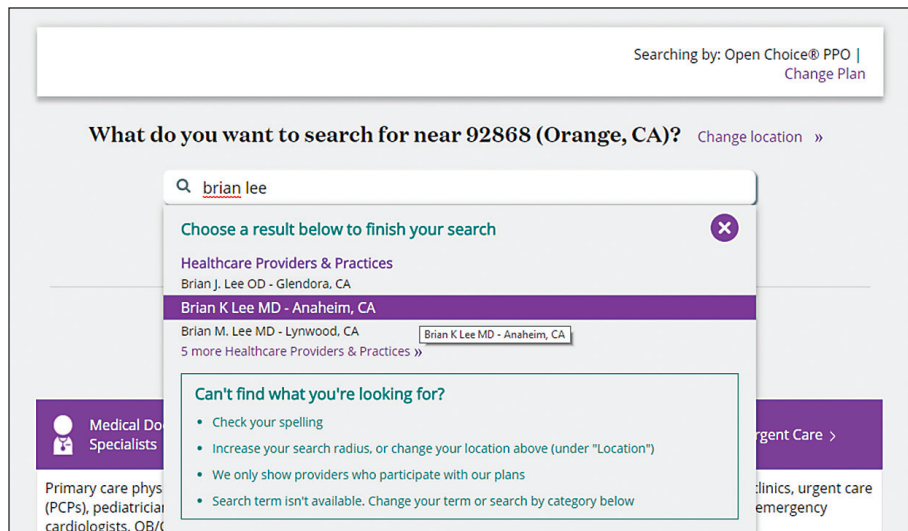 Searching by: Open Choice® PPO |
Change Plan
What do you want to search for near 92868 (Orange, CA)? Change location »
brian lee
Choose a result below to finish your search
Healthcare Providers & Practices
Brian J. Lee OD - Glendora, CA
Brian K Lee MD - Anaheim, CA
Brian M. Lee MD - Lynwood, CA
Brian K Lee MD - Anaheim, CA
5 more Healthcare Providers & Practices »
Can't find what you're looking for?
• Check your spelling
• Increase your search radius, or change your location above (under "Location")
• We only show providers who participate with our plans
• Search term isn't available. Change your term or search by category below
Medical Do
Specialists
rgent Care >
Primary care phys
(PCPs), pediatriciar
cardiologists, OB/G
clinics, urgent care
emergency